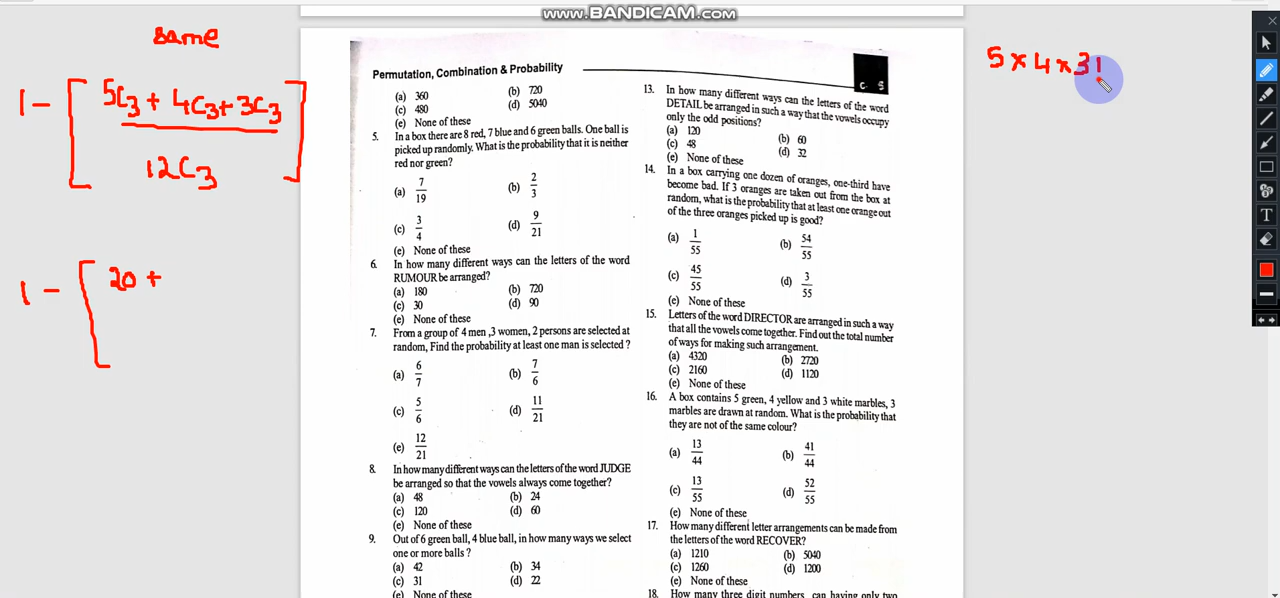 www.BANDICAM.com
same
1 - [ 5C3 + 4C3 + 3C3
12C3 ]
1 - [ 20 +
5 × 4 × 3!
Permutation, Combination & Probability
C 5
(a) 360 (b) 720
(c) 480 (d) 5040
(e) None of these
5. In a box there are 8 red, 7 blue and 6 green balls. One ball is
picked up randomly. What is the probability that it is neither
red nor green?
(a) 7/19 (b) 2/3
(c) 3/4 (d) 9/21
(e) None of these
6. In how many different ways can the letters of the word
RUMOUR be arranged?
(a) 180 (b) 720
(c) 30 (d) 90
(e) None of these
7. From a group of 4 men ,3 women, 2 persons are selected at
random, Find the probability at least one man is selected ?
(a) 6/7 (b) 7/6
(c) 5/6 (d) 11/21
(e) 12/21
8. In how many different ways can the letters of the word JUDGE
be arranged so that the vowels always come together?
(a) 48 (b) 24
(c) 120 (d) 60
(e) None of these
9. Out of 6 green ball, 4 blue ball, in how many ways we select
one or more balls ?
(a) 42 (b) 34
(c) 31 (d) 22
(e) None of these
13. In how many different ways can the letters of the word
DETAIL be arranged in such a way that the vowels occupy
only the odd positions?
(a) 120 (b) 60
(c) 48 (d) 32
(e) None of these
14. In a box carrying one dozen of oranges, one-third have
become bad. If 3 oranges are taken out from the box at
random, what is the probability that at least one orange out
of the three oranges picked up is good?
(a) 1/55 (b) 54/55
(c) 45/55 (d) 3/55
(e) None of these
15. Letters of the word DIRECTOR are arranged in such a way
that all the vowels come together. Find out the total number
of ways for making such arrangement.
(a) 4320 (b) 2720
(c) 2160 (d) 1120
(e) None of these
16. A box contains 5 green, 4 yellow and 3 white marbles, 3
marbles are drawn at random. What is the probability that
they are not of the same colour?
(a) 13/44 (b) 41/44
(c) 13/55 (d) 52/55
(e) None of these
17. How many different letter arrangements can be made from
the letters of the word RECOVER?
(a) 1210 (b) 5040
(c) 1260 (d) 1200
(e) None of these
18. How many three digit numbers can having only two